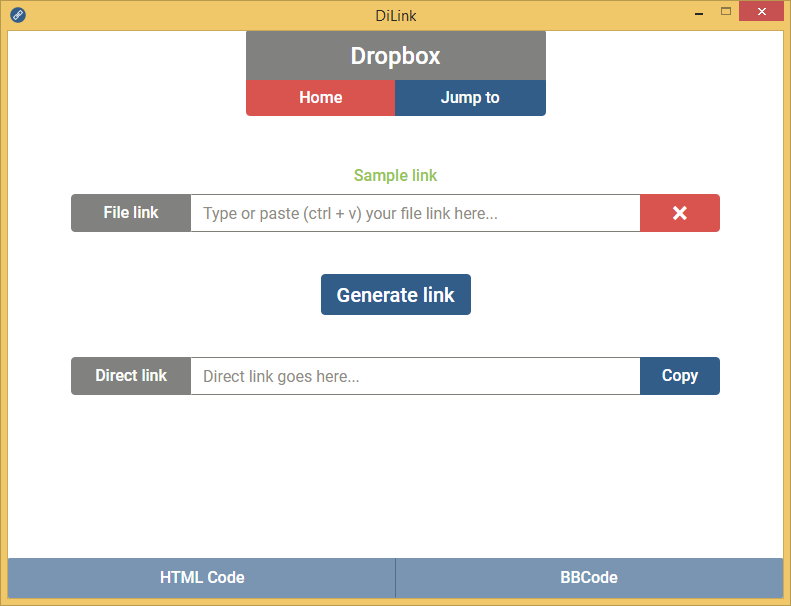 DiLink
Dropbox
Home Jump to
Sample link
File link Type or paste (ctrl + v) your file link here...
Generate link
Direct link Direct link goes here... Copy
HTML Code BBCode